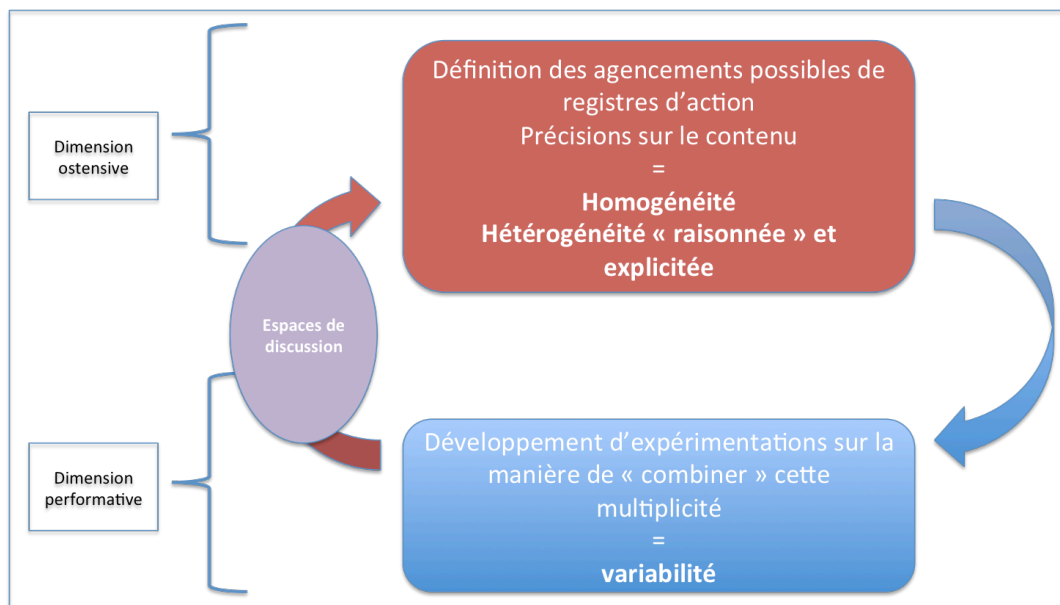 Définition des agencements possibles de
registres d'action
Précisions sur le contenu
=
Homogénéité
Hétérogénéité « raisonnée » et
explicitée
Dimension
ostensive
Espaces de
discussion
Dimension
performative
Développement d'expérimentations sur la
manière de « combiner » cette
multiplicité
=
variabilité